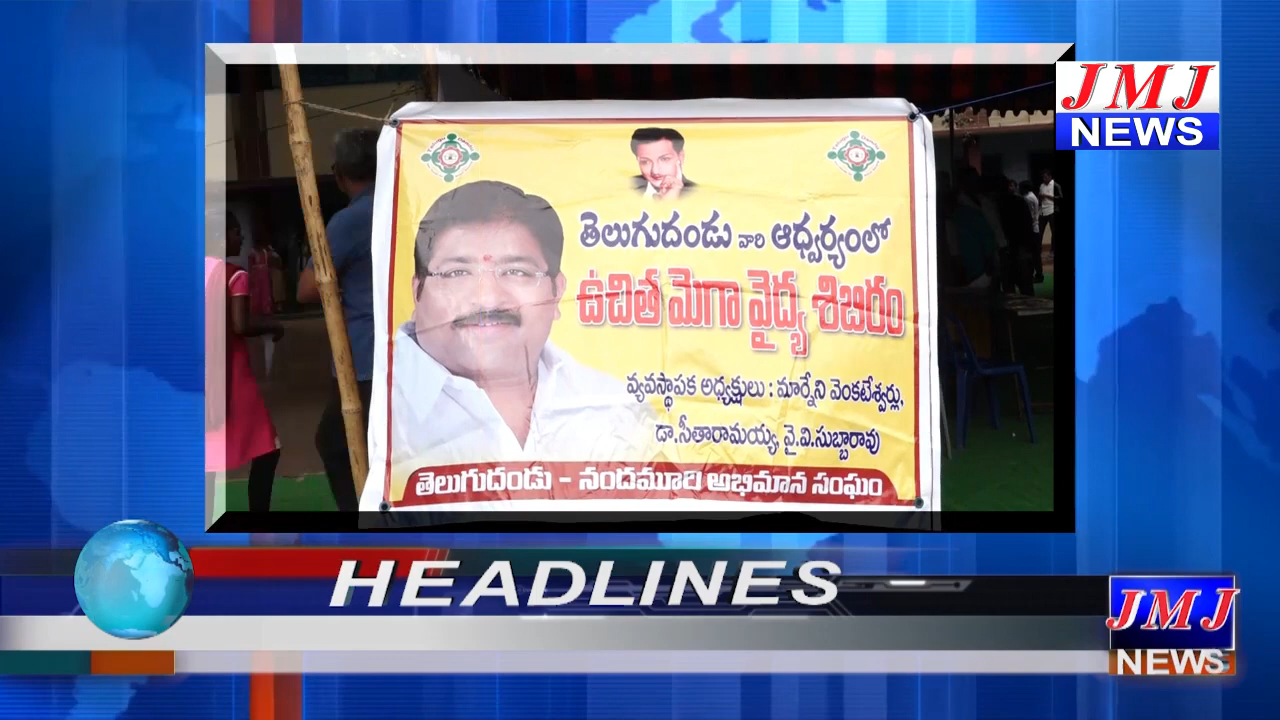 JMJ
NEWS
తెలుగుదండు వారి ఆధ్వర్యంలో
ఉచిత మెగా వైద్య శిబిరం
వ్యవస్థాపక అధ్యక్షులు : మార్నేని వెంకటేశ్వర్లు,
డా.సీతారామయ్య, వై.వి.సుబ్బారావు
తెలుగుదండు - నందమూరి అభిమాన సంఘం
HEADLINES
JMJ
NEWS